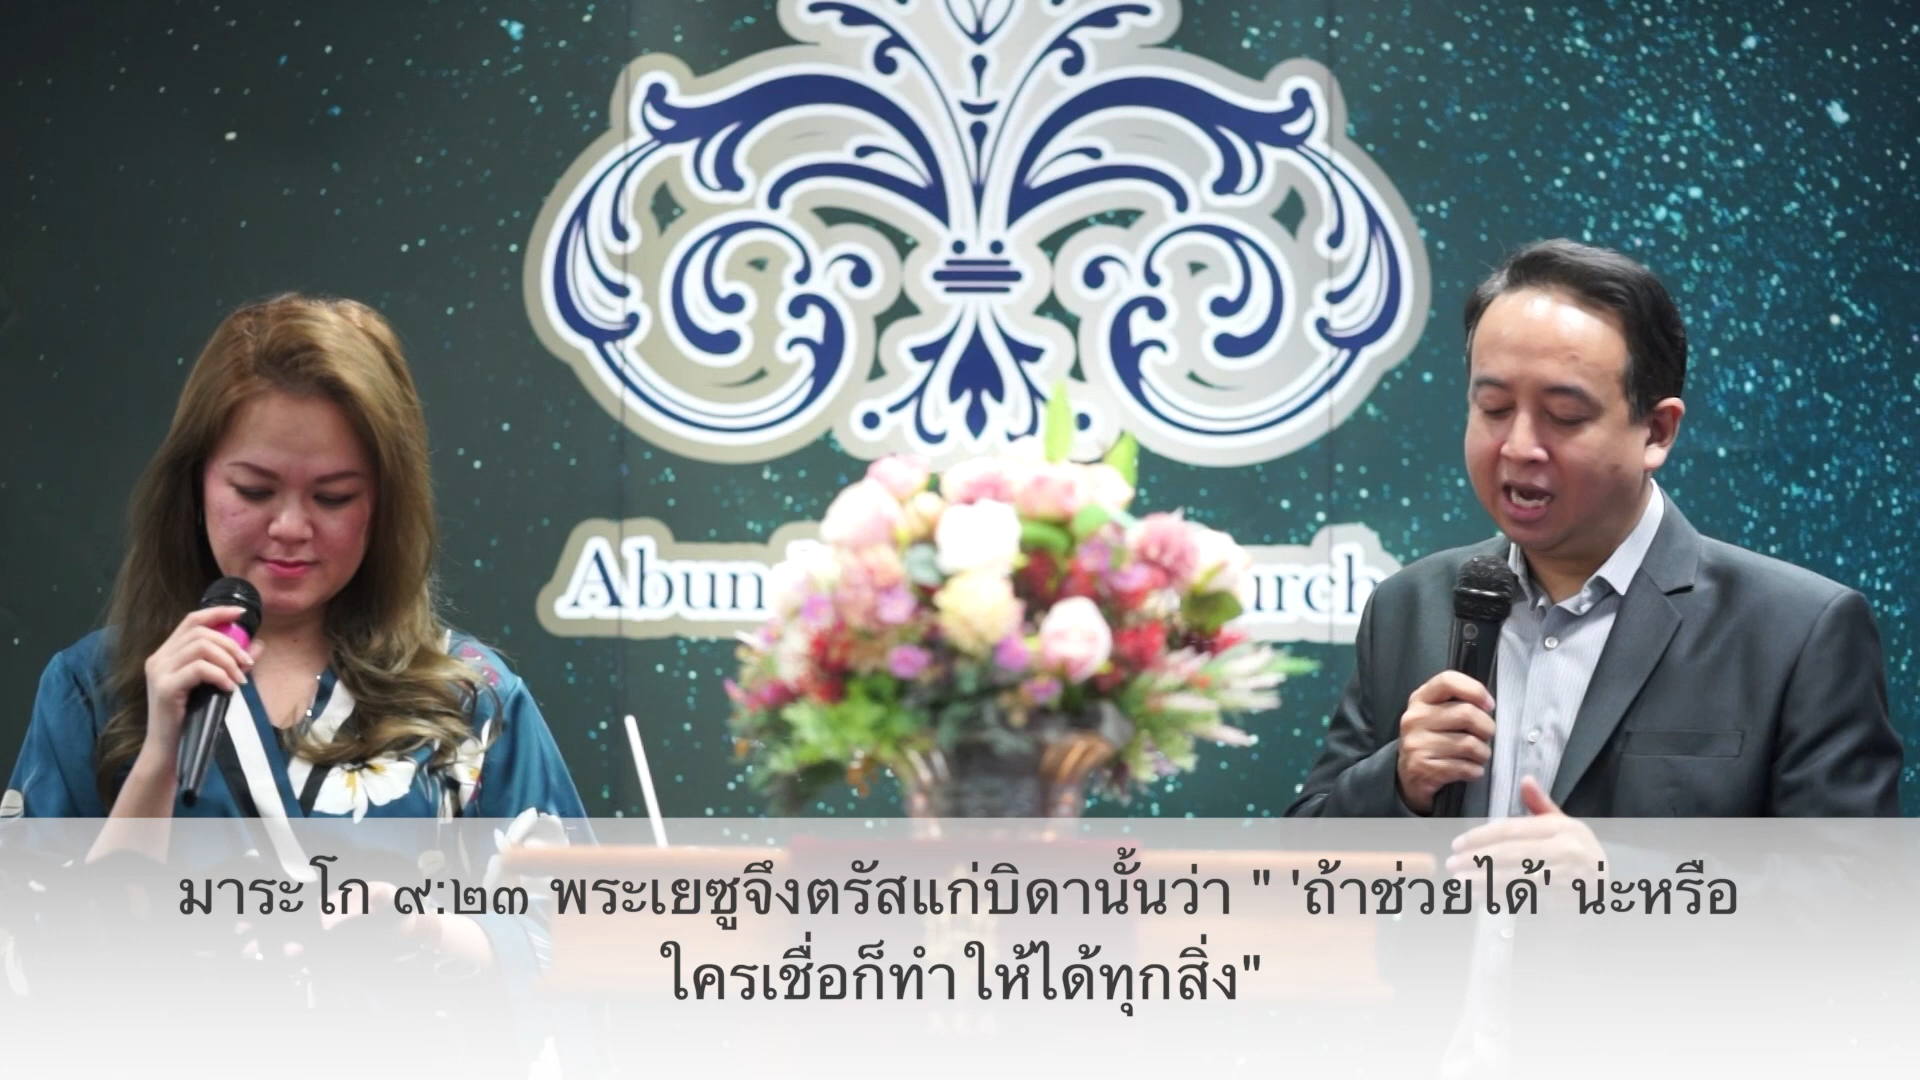 Abun urch
มาระโก ๙:๒๓ พระเยซูจึงตรัสแก่บิดานั้นว่า " 'ถ้าช่วยได้' น่ะหรือ
ใครเชื่อก็ทำให้ได้ทุกสิ่ง"